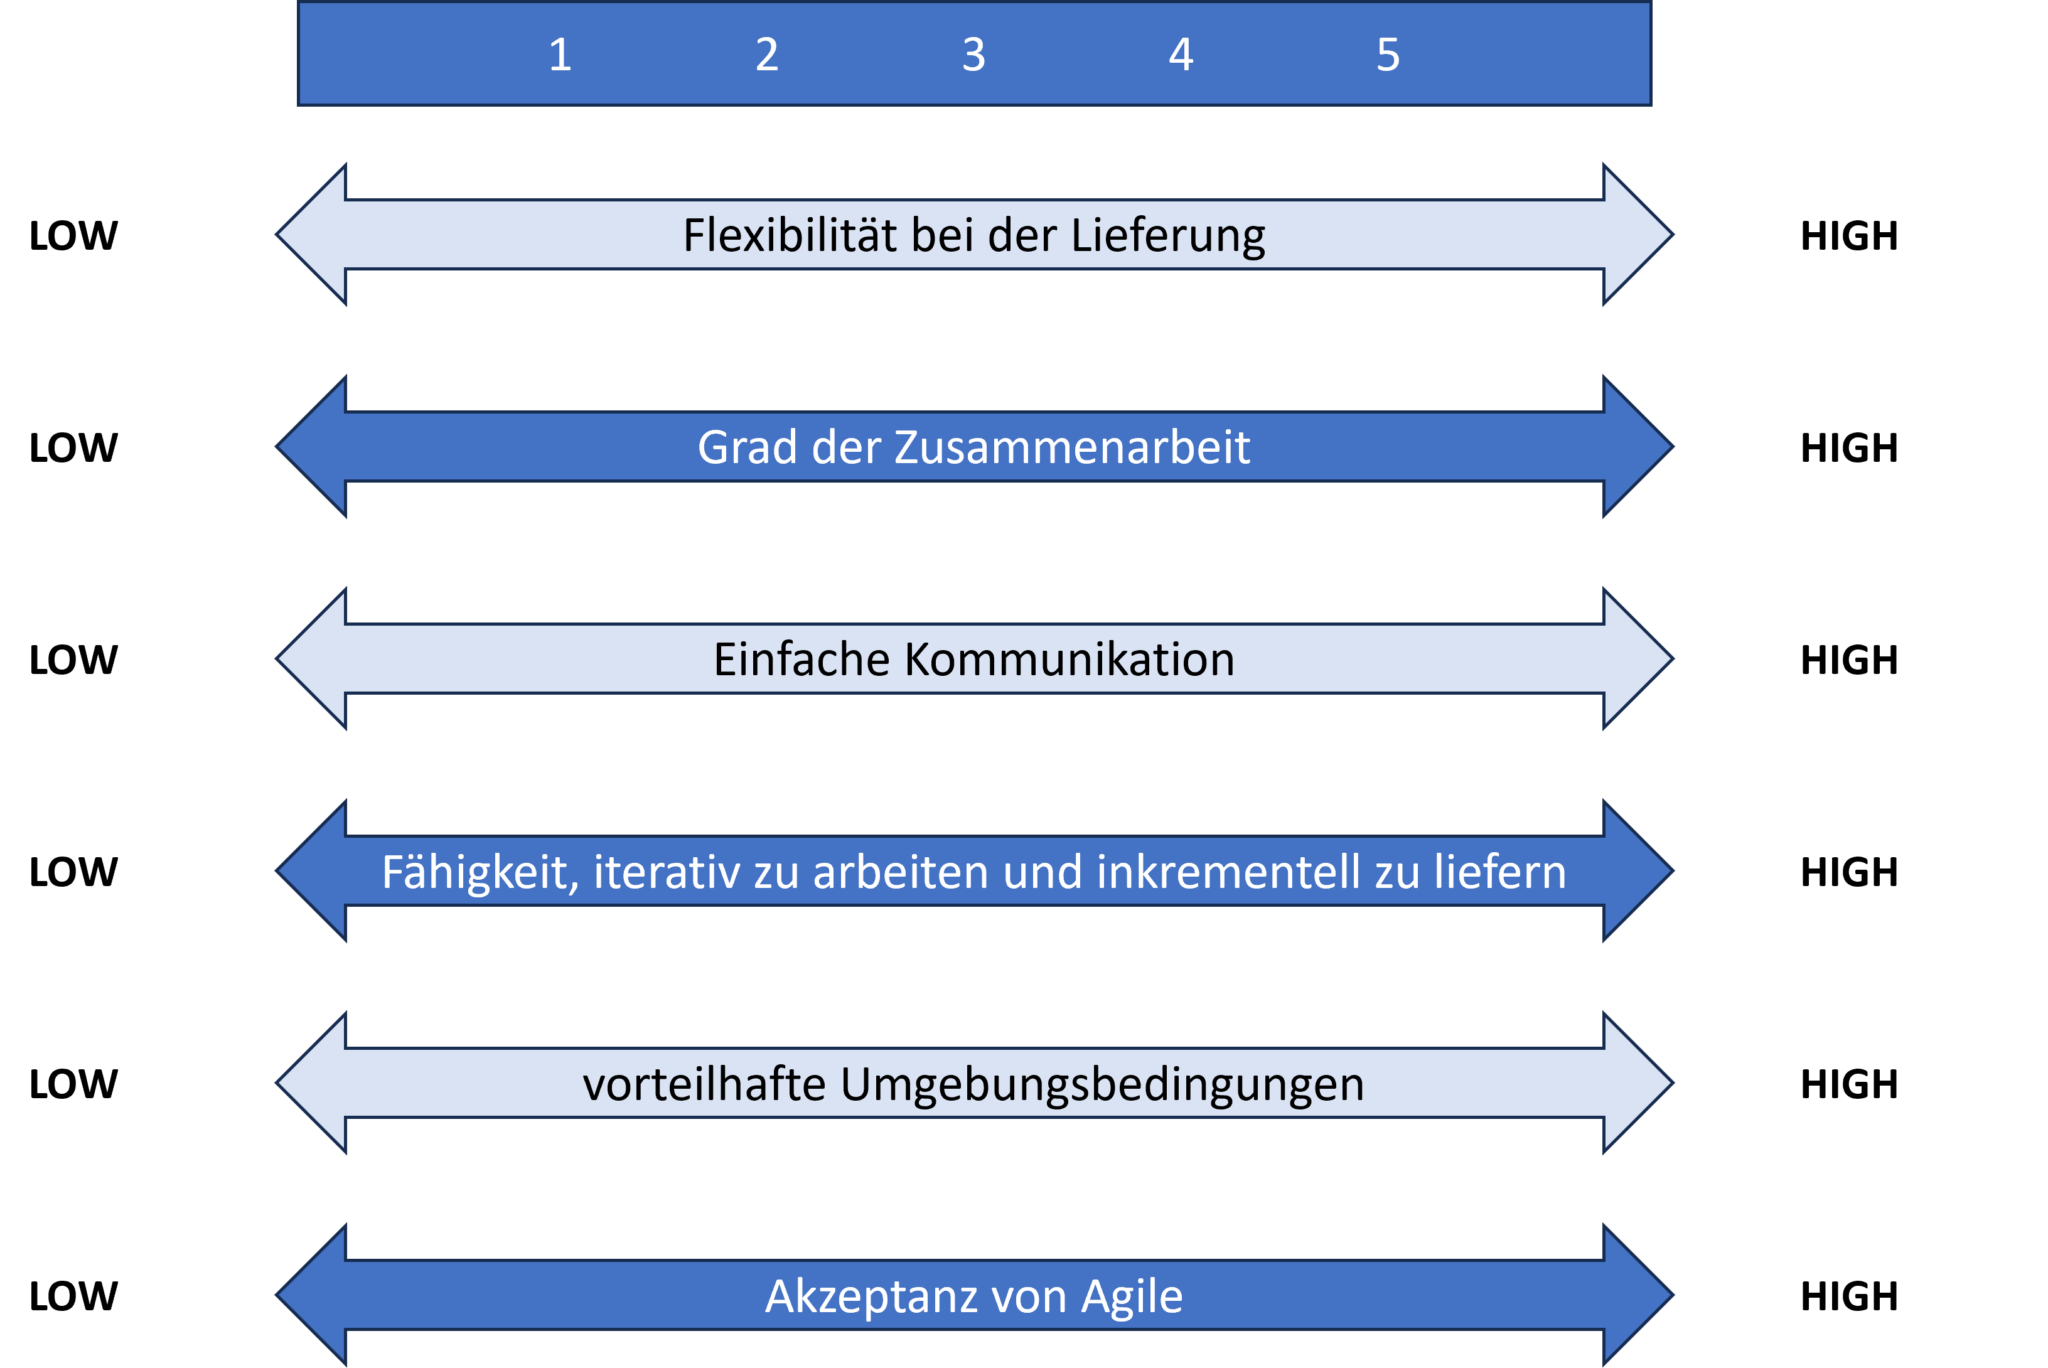 1 2 3 4 5
LOW Flexibilität bei der Lieferung HIGH
LOW Grad der Zusammenarbeit HIGH
LOW Einfache Kommunikation HIGH
LOW Fähigkeit, iterativ zu arbeiten und inkrementell zu liefern HIGH
LOW vorteilhafte Umgebungsbedingungen HIGH
LOW Akzeptanz von Agile HIGH